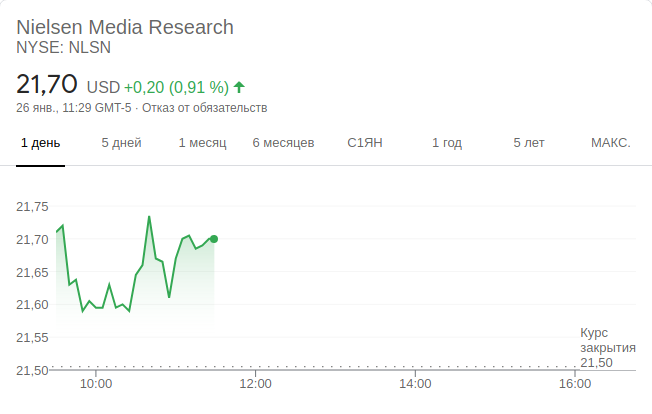 Nielsen Media Research
NYSE: NLSN
21,70 USD +0,20 (0,91 %)
26 янв., 11:29 GMT-5 · Отказ от обязательств
1 день 5 дней 1 месяц 6 месяцев С1ЯН 1 год 5 лет МАКС.
21,75
21,70
21,65
21,60
21,55
21,50
Курс
закрытия
21,50
10:00 12:00 14:00 16:00